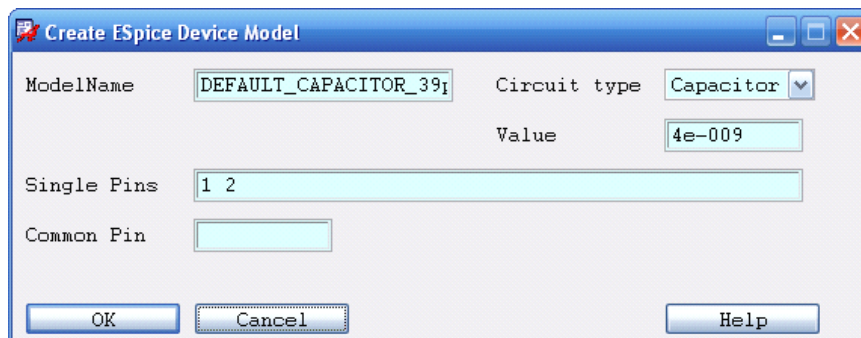 Create ESpice Device Model
ModelName DEFAULT_CAPACITOR_39 Circuit type Capacitor
Value 4e-009
Single Pins 1 2
Common Pin
OK Cancel Help